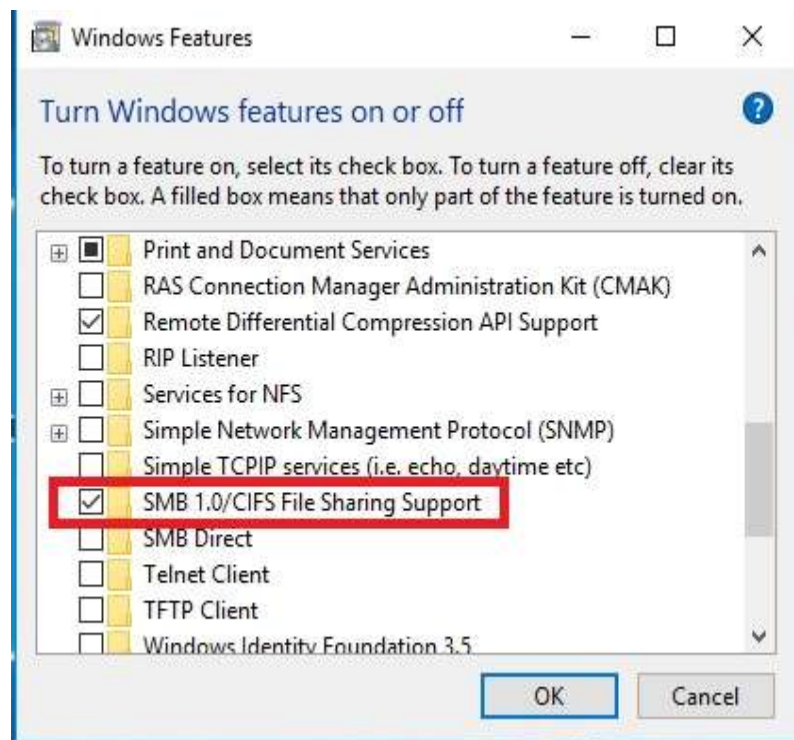 Windows Features
Turn Windows features on or off
?
To turn a feature on, select its check box. To turn a feature off, clear its
check box. A filled box means that only part of the feature is turned on.
Print and Document Services
RAS Connection Manager Administration Kit (CMAK)
Remote Differential Compression API Support
RIP Listener
Services for NFS
Simple Network Management Protocol (SNMP)
Simple TCPIP services (i.e. echo, daytime etc)
SMB 1.0/CIFS File Sharing Support
SMB Direct
Telnet Client
TFTP Client
Windows Identity Foundation 3.5
OK Cancel